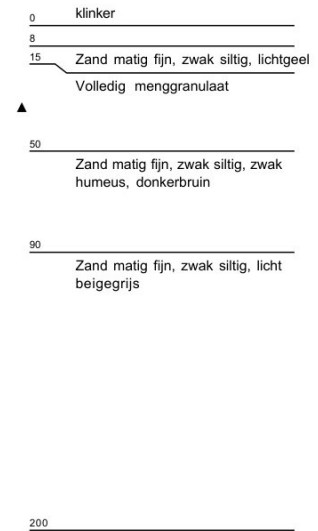 klinker
0
8
15
Zand matig fijn, zwak siltig, lichtgeel
Volledig menggranulaat
50
Zand matig fijn, zwak siltig, zwak
humeus, donkerbruin
90
Zand matig fijn, zwak siltig, licht
beigegrijs
200